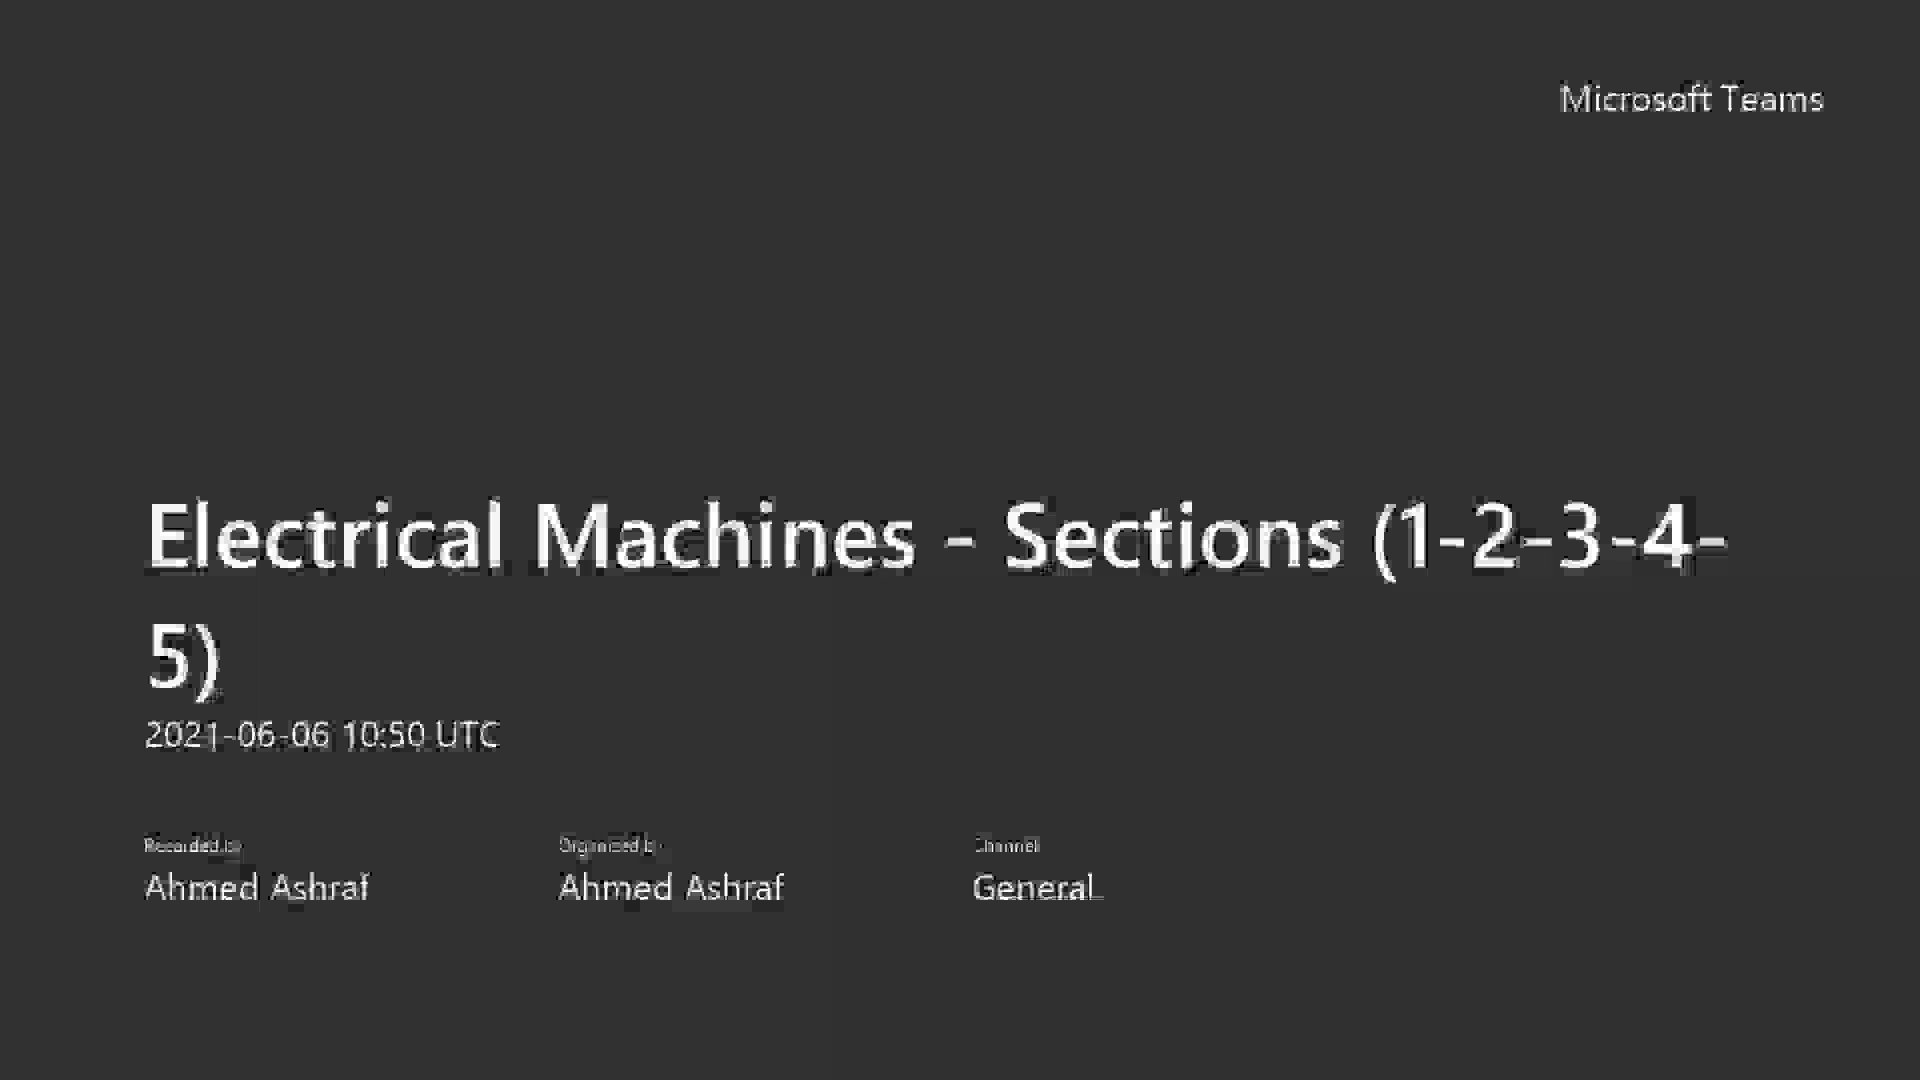 Microsoft Teams
Electrical Machines - Sections (1-2-3-4-
5)
2021-06-06 10:50 UTC
Recorded by
Organized by
Channel
Ahmed Ashraf
Ahmed Ashraf
General